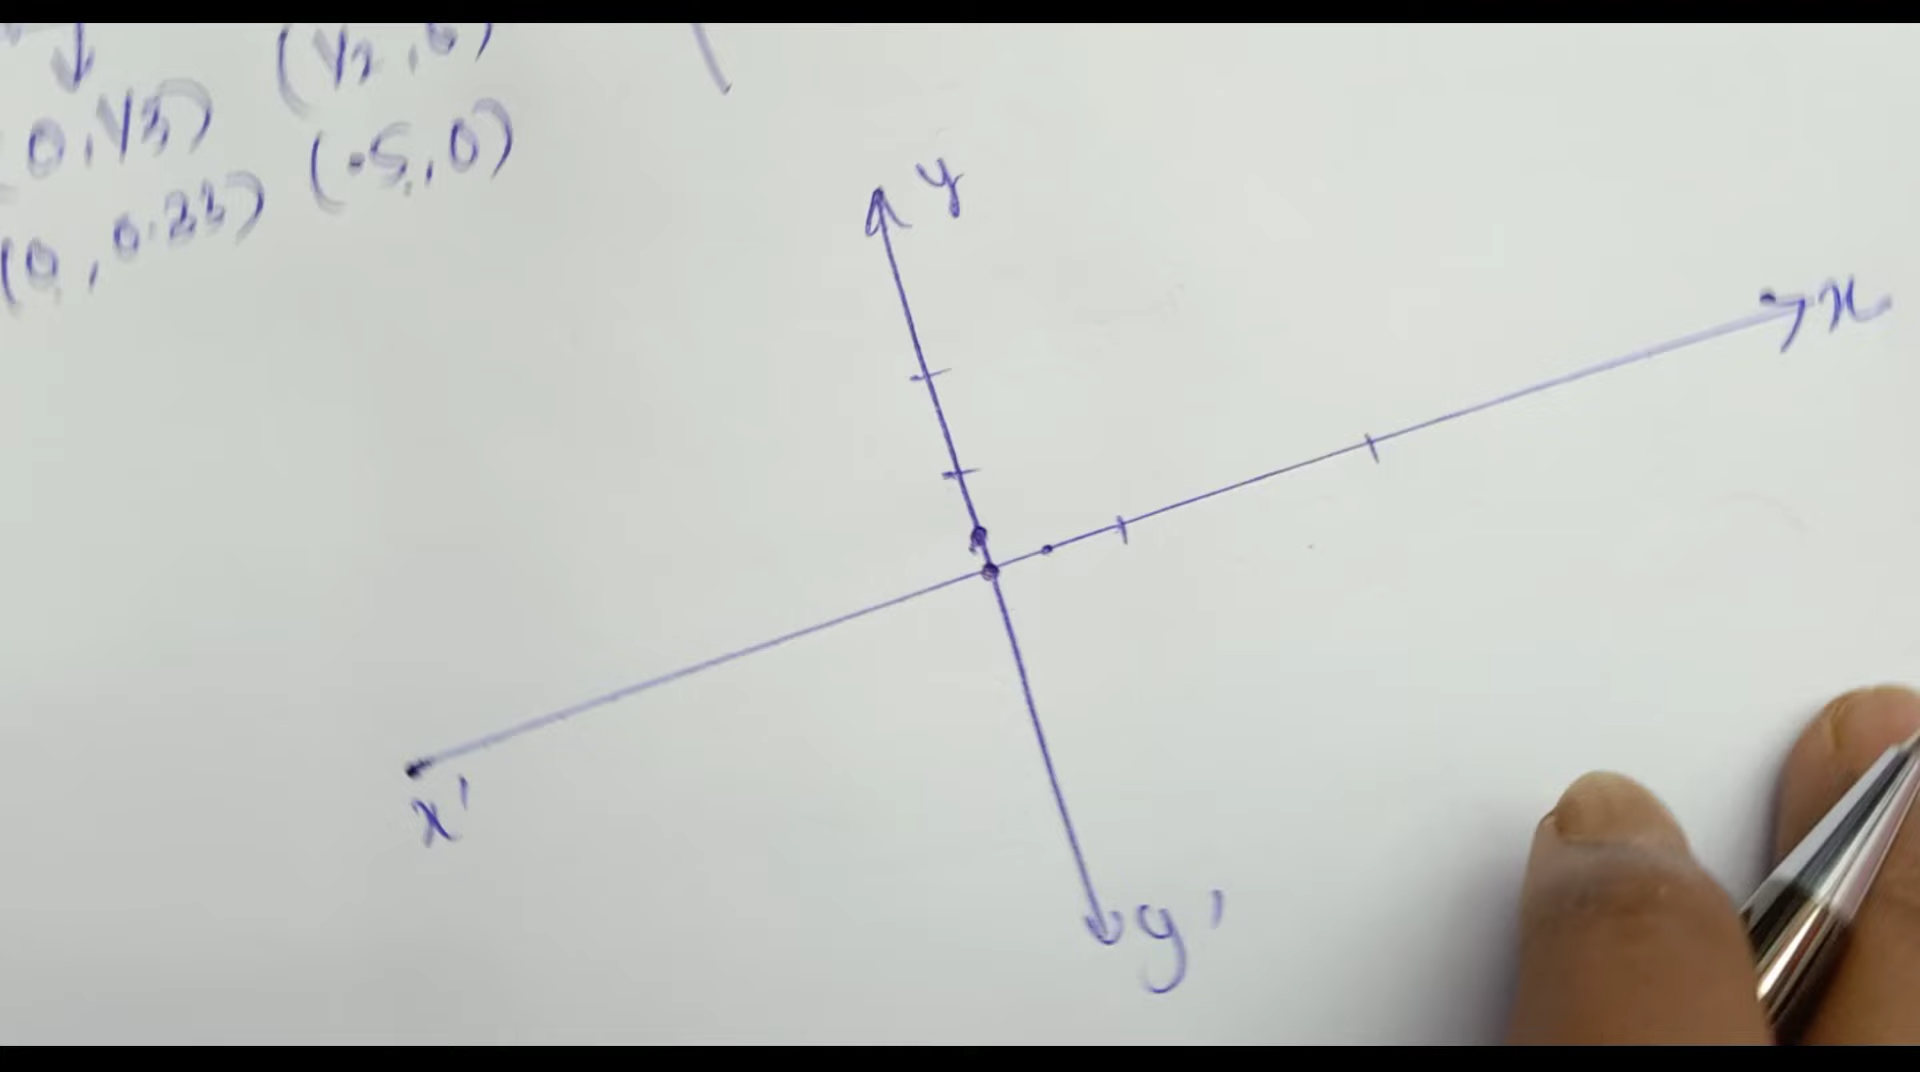 (1/2, 0)
0, 1/3)
(.5, 0)
(0, 0.33)
y
x
x'
y'